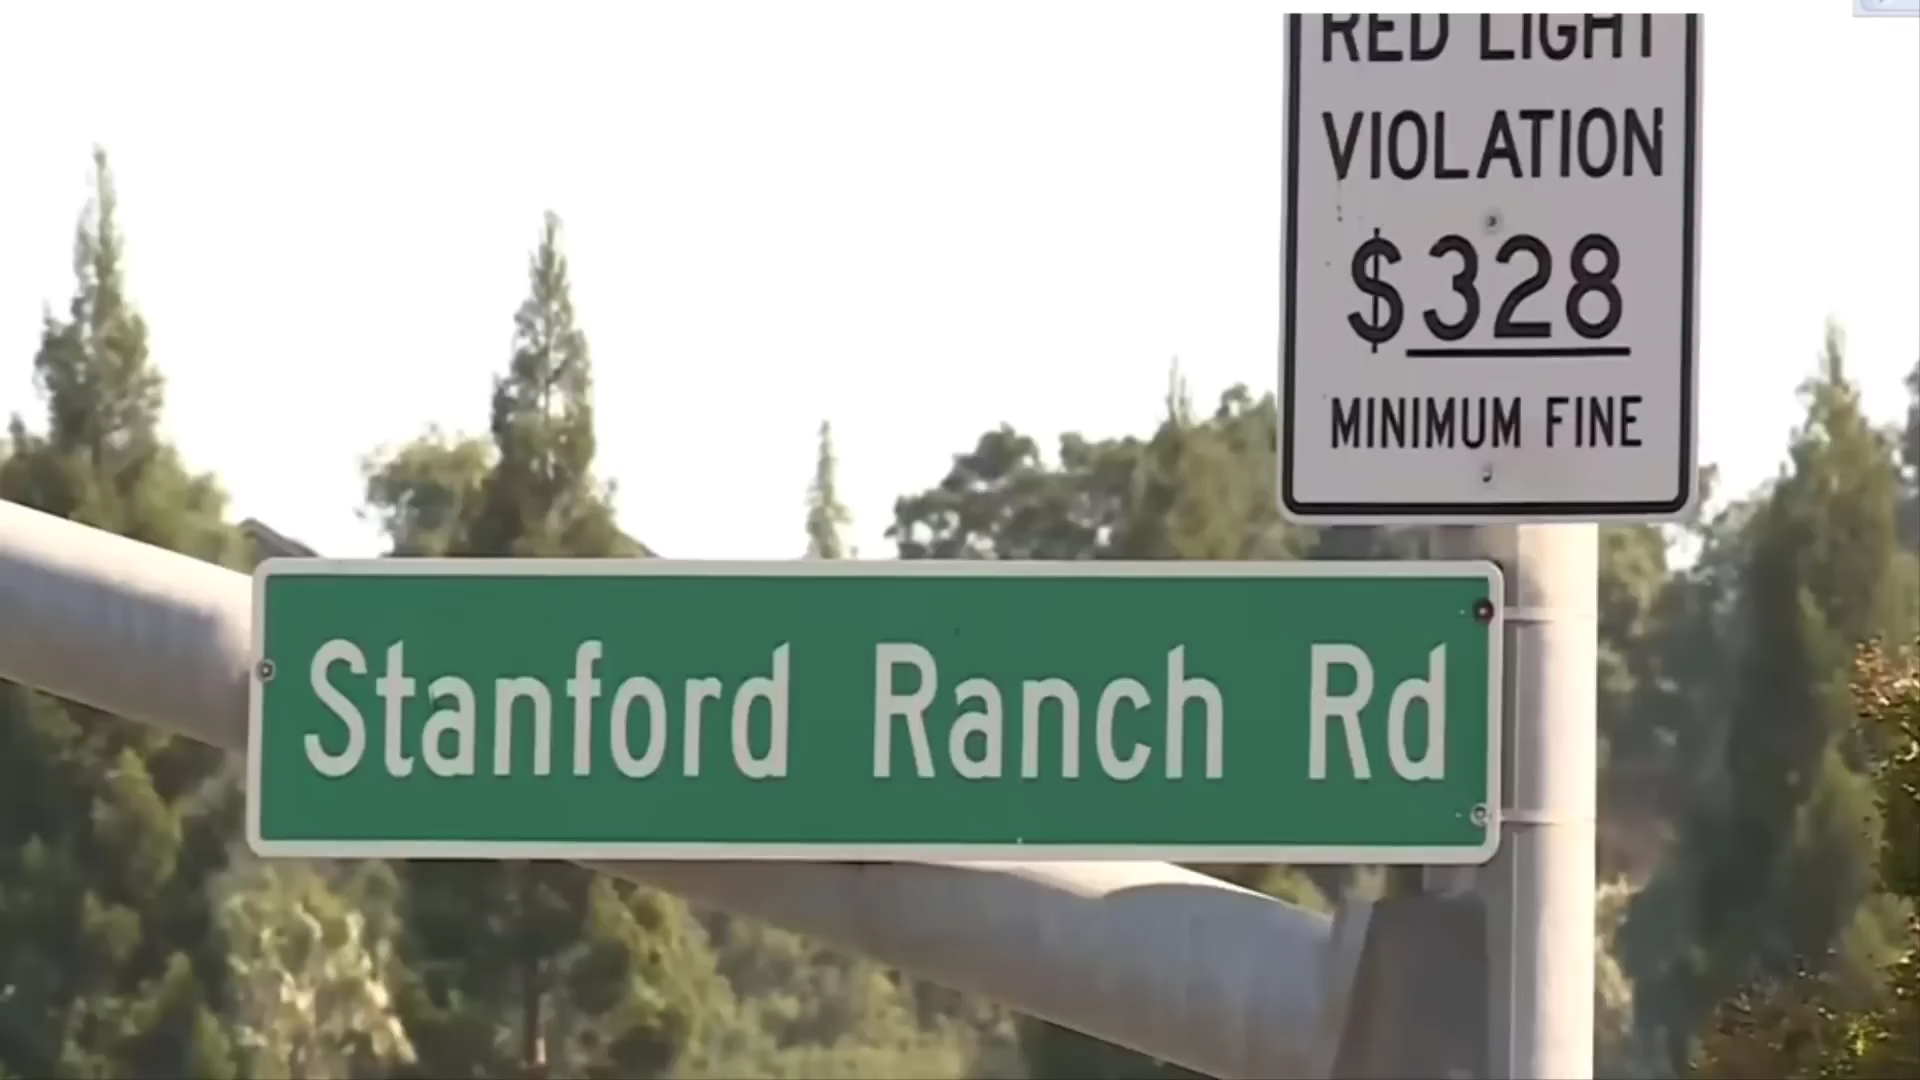 RED LIGHT
VIOLATION
$328
MINIMUM FINE
Stanford Ranch Rd